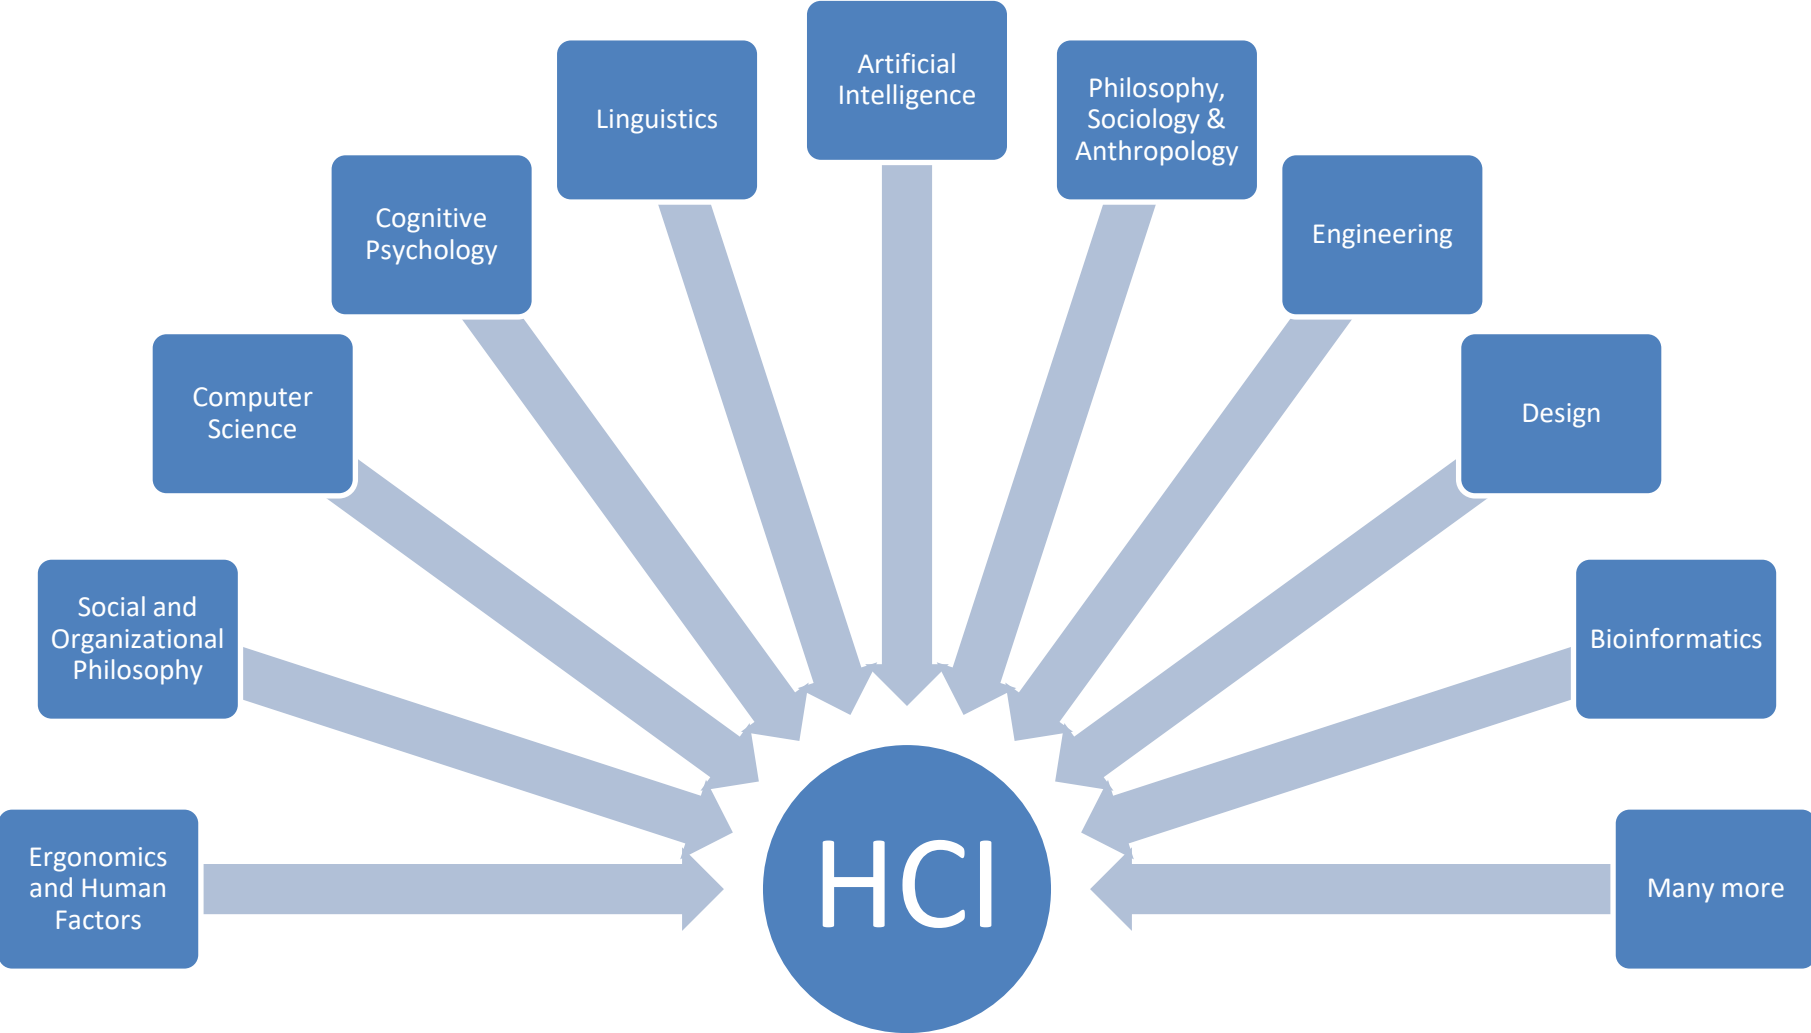 Artificial
Intelligence
Linguistics
Philosophy,
Sociology &
Anthropology
Cognitive
Psychology
Engineering
Computer
Science
Design
Social and
Organizational
Philosophy
Bioinformatics
Ergonomics
and Human
Factors
HCI
Many more